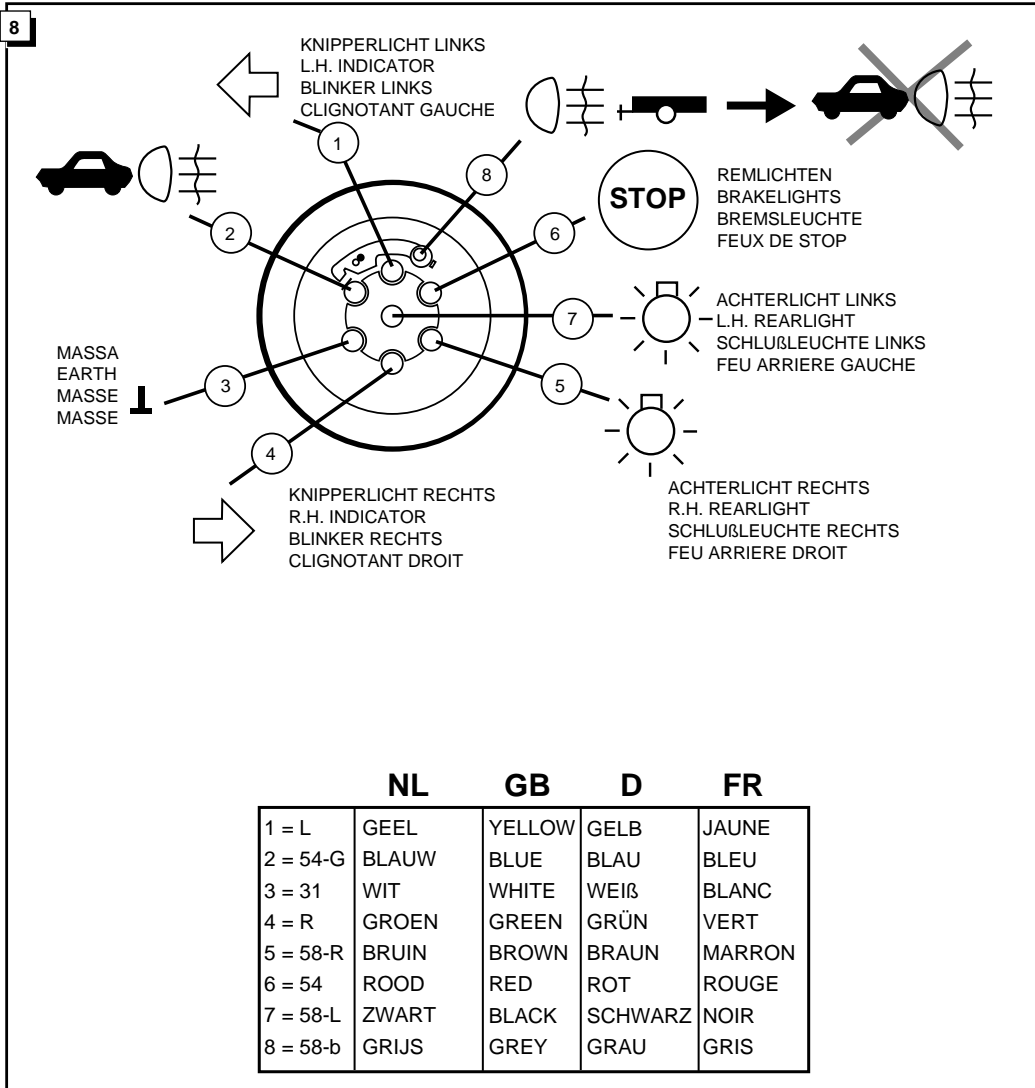 8
KNIPPERLICHT LINKS
L.H. INDICATOR
BLINKER LINKS
CLIGNOTANT GAUCHE
1
8
2
6
STOP
REMLICHTEN
BRAKELIGHTS
BREMSLEUCHTE
FEUX DE STOP
7
ACHTERLICHT LINKS
L.H. REARLIGHT
SCHLUßLEUCHTE LINKS
FEU ARRIERE GAUCHE
MASSA
EARTH
MASSE
MASSE
3
5
4
KNIPPERLICHT RECHTS
R.H. INDICATOR
BLINKER RECHTS
CLIGNOTANT DROIT
ACHTERLICHT RECHTS
R.H. REARLIGHT
SCHLUßLEUCHTE RECHTS
FEU ARRIERE DROIT
NL GB D FR
1 = L GEEL YELLOW GELB JAUNE
2 = 54-G BLAUW BLUE BLAU BLEU
3 = 31 WIT WHITE WEIß BLANC
4 = R GROEN GREEN GRÜN VERT
5 = 58-R BRUIN BROWN BRAUN MARRON
6 = 54 ROOD RED ROT ROUGE
7 = 58-L ZWART BLACK SCHWARZ NOIR
8 = 58-b GRIJS GREY GRAU GRIS